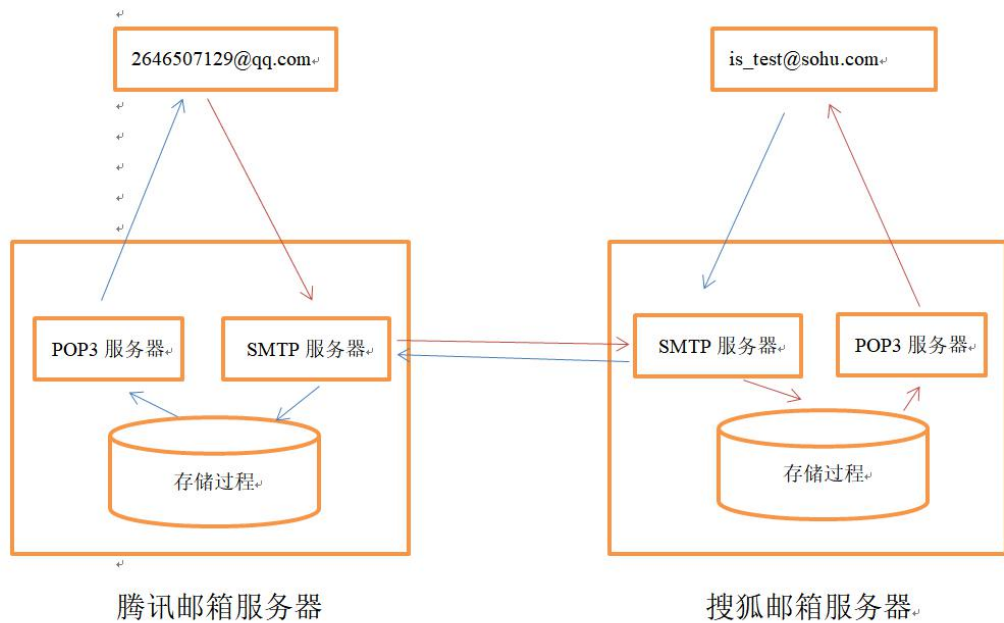 2646507129@qq.com
is_test@sohu.com
POP3 服务器
SMTP 服务器
SMTP 服务器
POP3 服务器
存储过程
存储过程
腾讯邮箱服务器
搜狐邮箱服务器